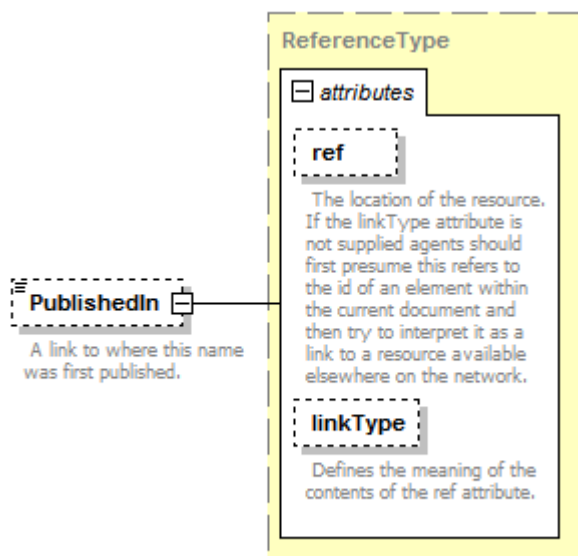 ReferenceType
attributes
ref
The location of the resource.
If the linkType attribute is
not supplied agents should
first presume this refers to
the id of an element within
the current document and
then try to interpret it as a
link to a resource available
elsewhere on the network.
PublishedIn
A link to where this name
was first published.
linkType
Defines the meaning of the
contents of the ref attribute.